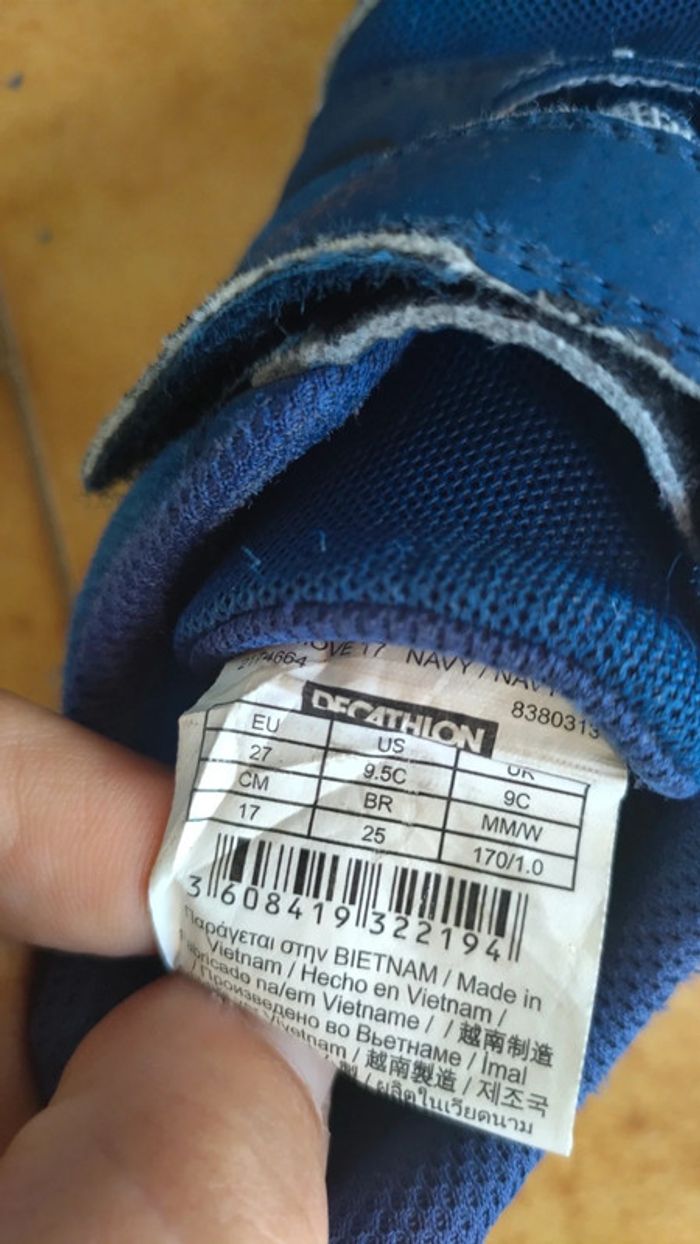 NAVY /
8380313
DECATHLON
EU US UK
27 9.5C 9C
CM BR MM/W
17 25 170/1.0
3 608419 322194
Παράγεται στην ΒΙΕΤΝΑΜ / Made in
Vietnam / Hecho en Vietnam /
Fabricado na/em Vietname / / 越南制造
/ Произведено во Вьетнаме / İmal
/ 越南製造 / 제조국
/ ผลิตในเวียดนาม